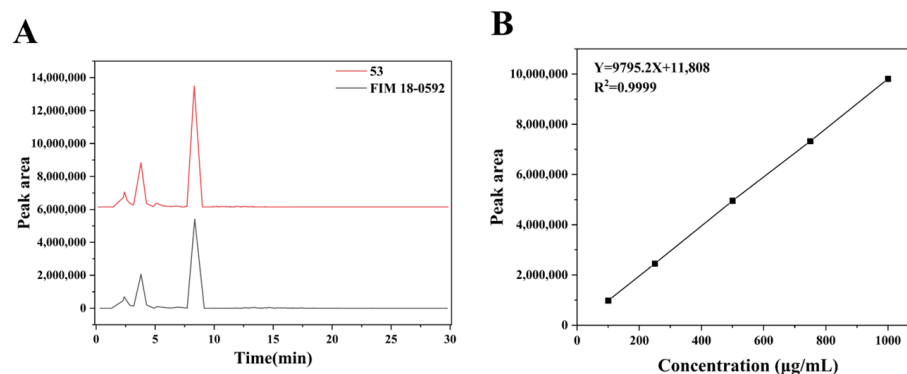 A
53
FIM 18-0592
14,000,000
12,000,000
10,000,000
8,000,000
6,000,000
4,000,000
2,000,000
0
Peak area
0 5 10 15 20 25 30
Time(min)
B
Y=9795.2X+11,808
R²=0.9999
10,000,000
8,000,000
6,000,000
4,000,000
2,000,000
0
Peak area
200 400 600 800 1000
Concentration (μg/mL)